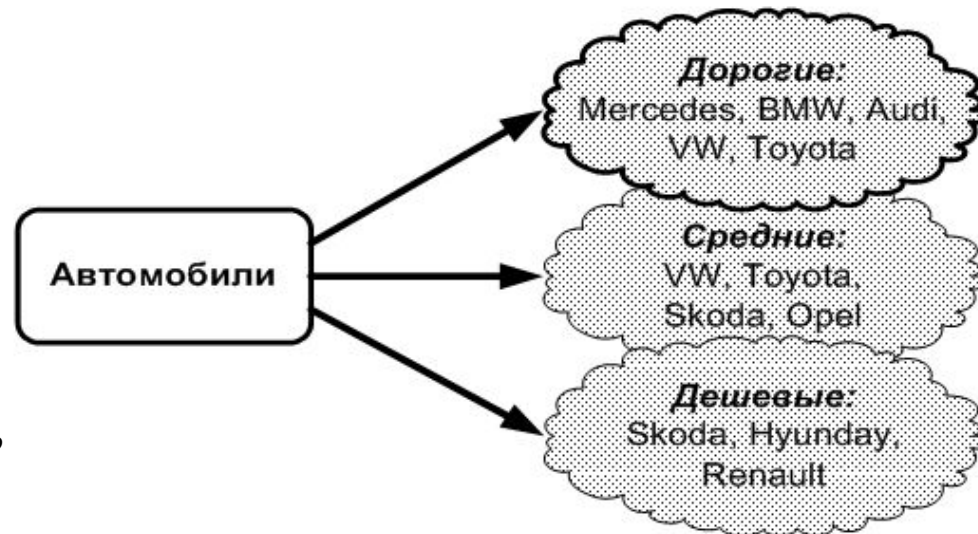 Дорогие:
Mercedes, BMW, Audi,
VW, Toyota
Средние:
VW, Toyota,
Skoda, Opel
Автомобили
Дешевые:
Skoda, Hyunday,
Renault
,